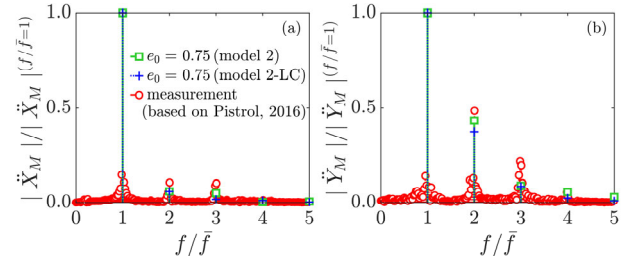 (a)
| Ẍ_M |/| Ẍ_M |^(f/f̄=1)
1.0
0.5
0.0
e₀ = 0.75 (model 2)
e₀ = 0.75 (model 2-LC)
measurement
(based on Pistrol, 2016)
0 1 2 3 4 5
f/f̄
(b)
| Ÿ_M |/| Ÿ_M |^(f/f̄=1)
1.0
0.5
0.0
0 1 2 3 4 5
f/f̄